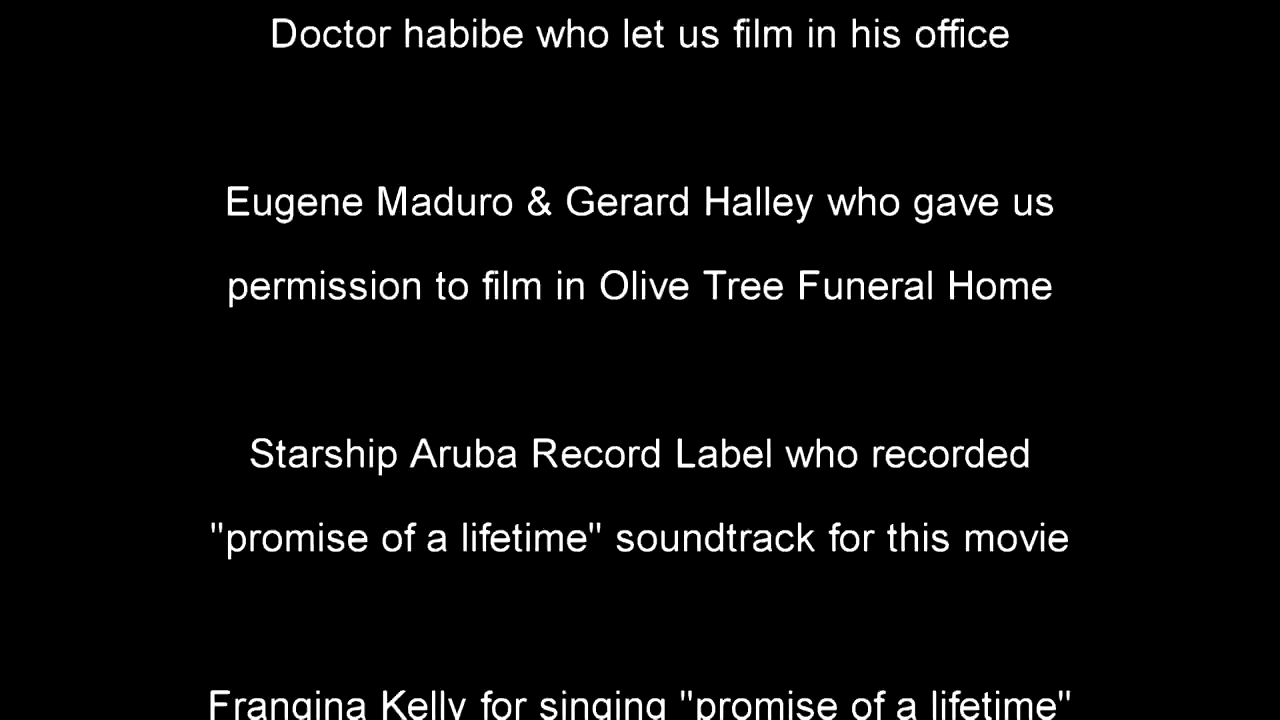 Doctor habibe who let us film in his office
Eugene Maduro & Gerard Halley who gave us
permission to film in Olive Tree Funeral Home
Starship Aruba Record Label who recorded
"promise of a lifetime" soundtrack for this movie
Frangina Kelly for singing "promise of a lifetime"